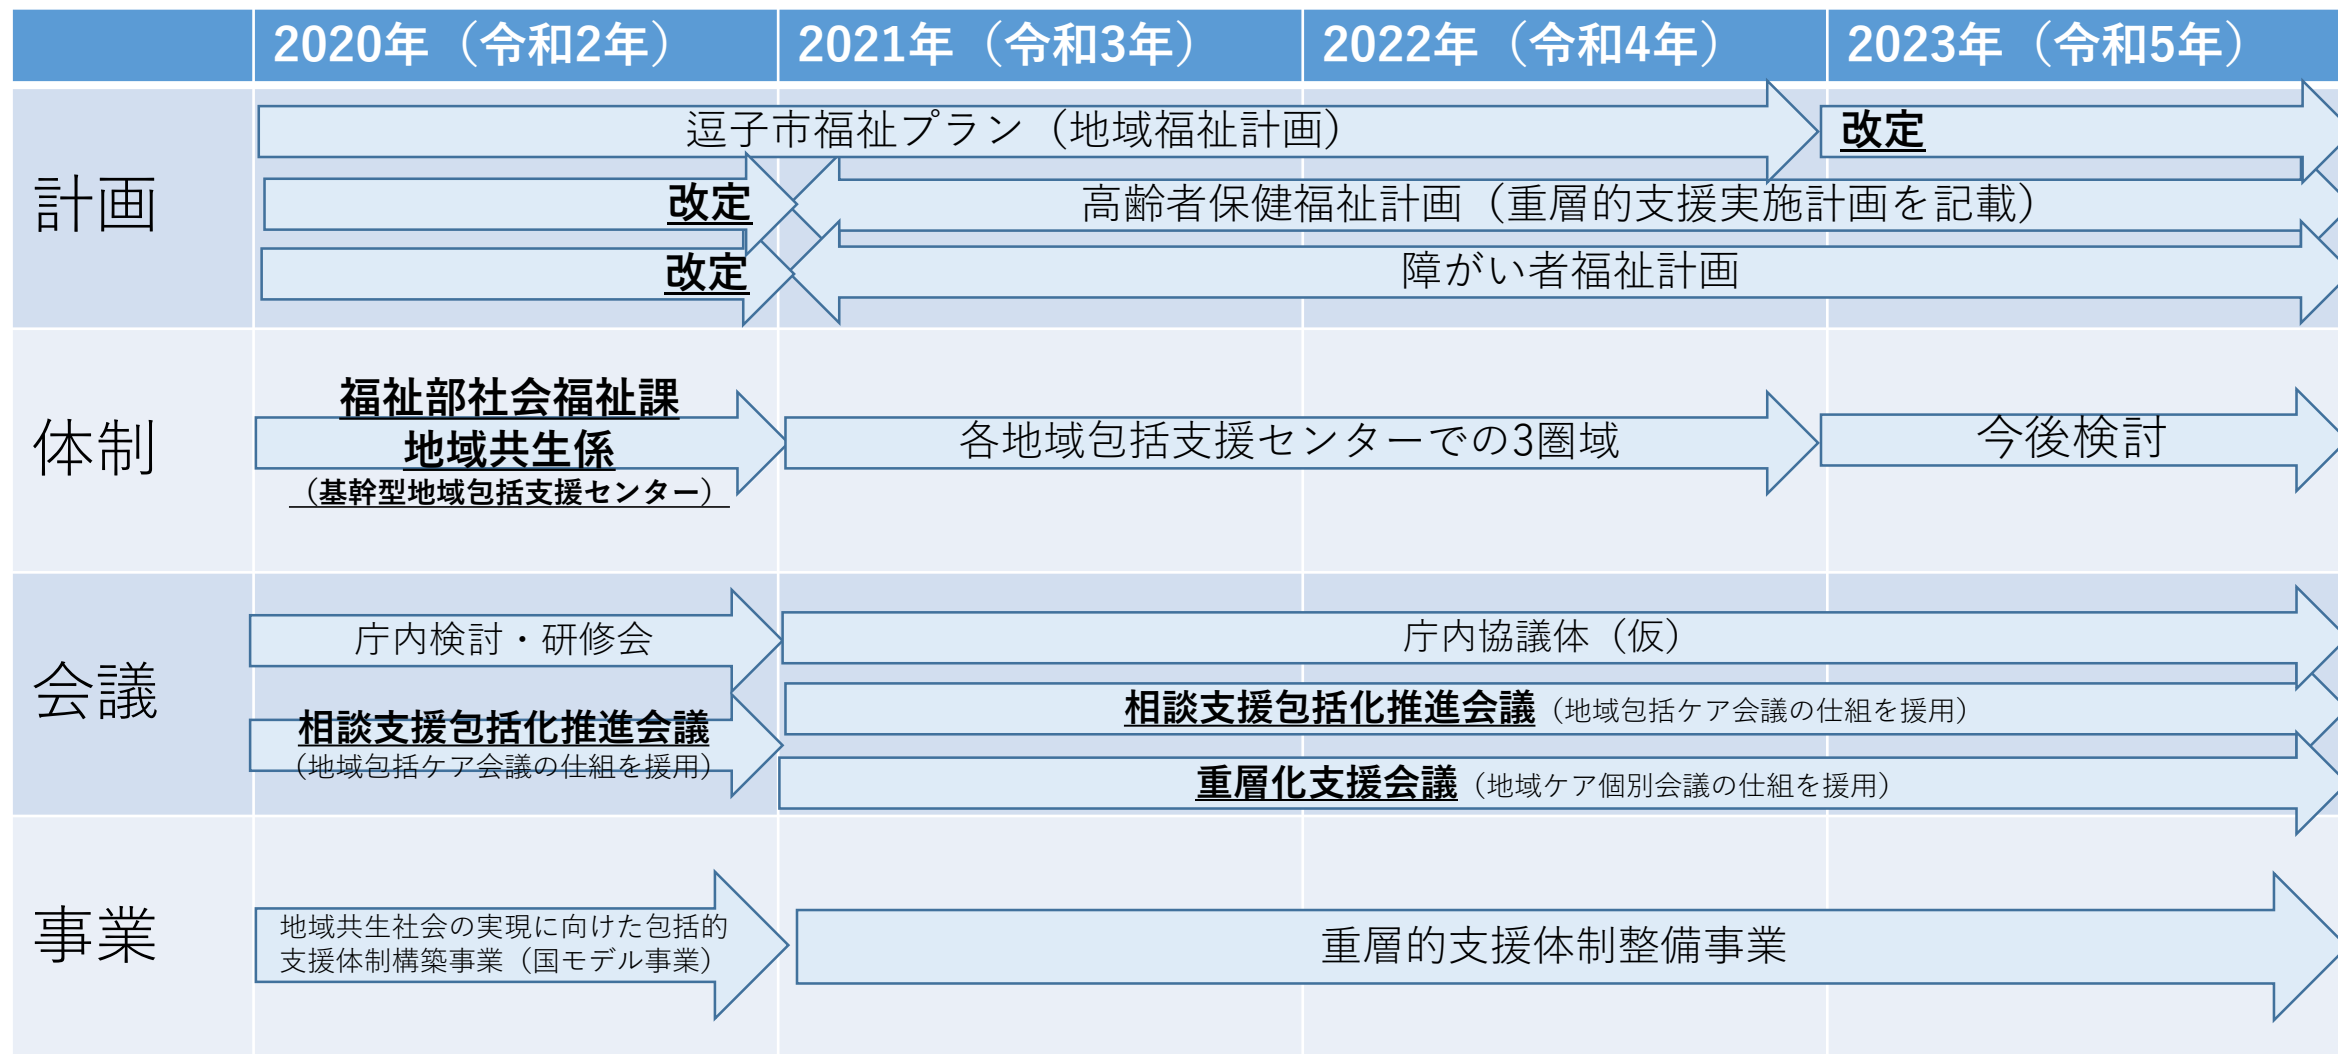 2020年（令和2年）
2021年（令和3年）
2022年（令和4年）
2023年（令和5年）
計画
逗子市福祉プラン（地域福祉計画）
改定
改定
高齢者保健福祉計画（重層的支援実施計画を記載）
改定
障がい者福祉計画
体制
福祉部社会福祉課
地域共生係
（基幹型地域包括支援センター）
各地域包括支援センターでの3圏域
今後検討
会議
庁内検討・研修会
庁内協議体（仮）
相談支援包括化推進会議
（地域包括ケア会議の仕組を援用）
相談支援包括化推進会議（地域包括ケア会議の仕組を援用）
重層化支援会議（地域ケア個別会議の仕組を援用）
事業
地域共生社会の実現に向けた包括的
支援体制構築事業（国モデル事業）
重層的支援体制整備事業